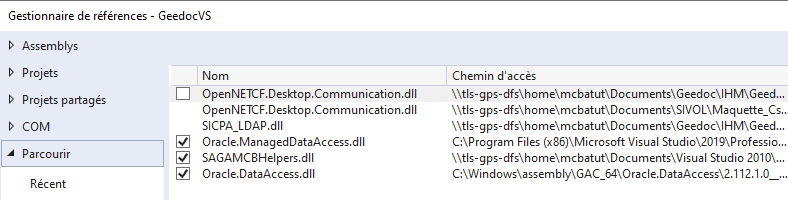 Gestionnaire de références - GeedocVS
Assemblys
Projets
Projets partagés
COM
Parcourir
Récent
Nom Chemin d'accès
OpenNETCF.Desktop.Communication.dll \\tls-gps-dfs\home\mcbatut\Documents\Geedoc\IHM\Geed...
OpenNETCF.Desktop.Communication.dll \\tls-gps-dfs\home\mcbatut\Documents\SIVOL\Maquette_Cs...
SICPA_LDAP.dll \\tls-gps-dfs\home\mcbatut\Documents\Geedoc\IHM\Geed...
Oracle.ManagedDataAccess.dll C:\Program Files (x86)\Microsoft Visual Studio\2019\Professio...
SAGAMCBHelpers.dll \\tls-gps-dfs\home\mcbatut\Documents\Visual Studio 2010\...
Oracle.DataAccess.dll C:\Windows\assembly\GAC_64\Oracle.DataAccess\2.112.1.0__...